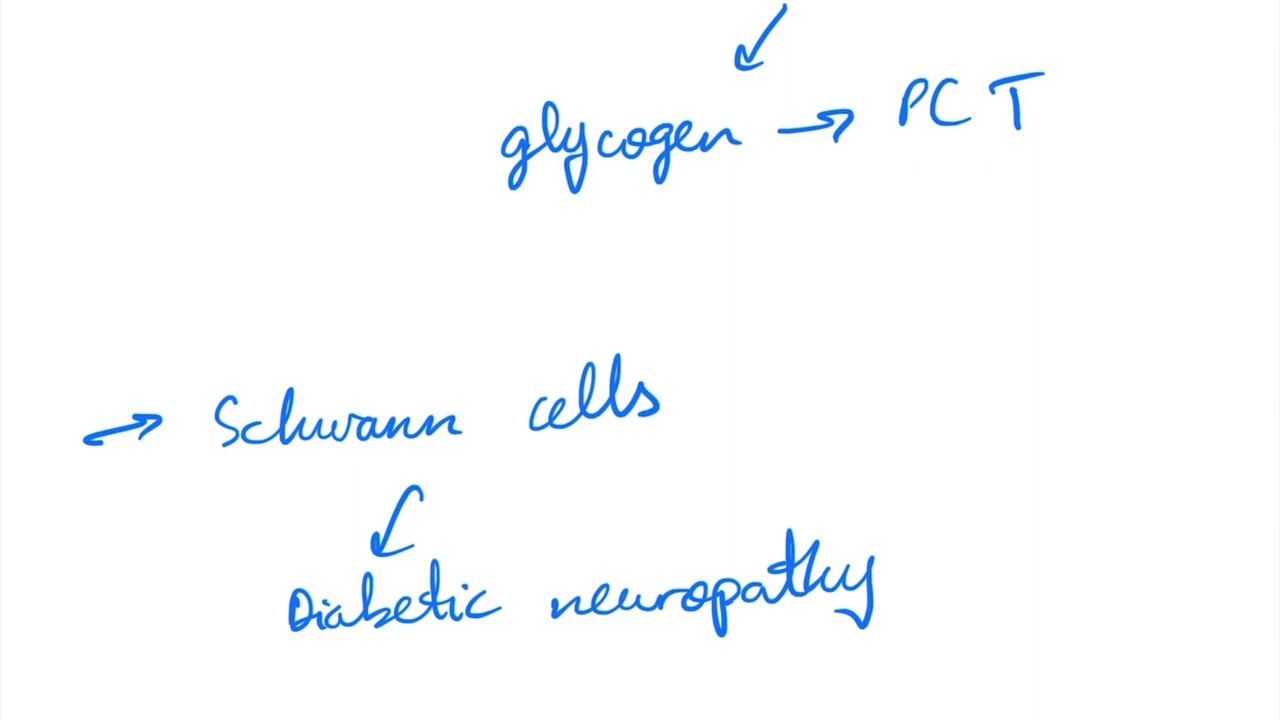 glycogen → PCT
→ Schwann cells
Diabetic neuropathy